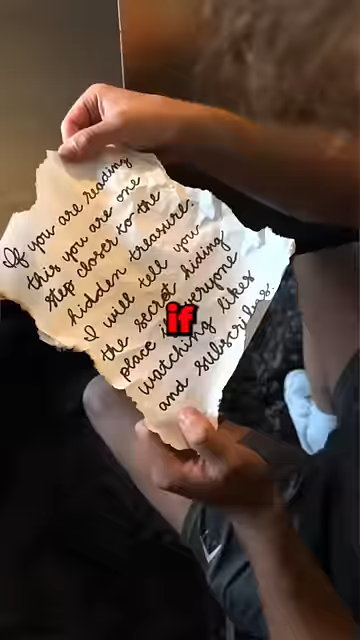 If you are reading
this you are one
step closer to the
hidden treasure.
I will tell you
the secret hiding
place if everyone
watching likes
and subscribes.
if